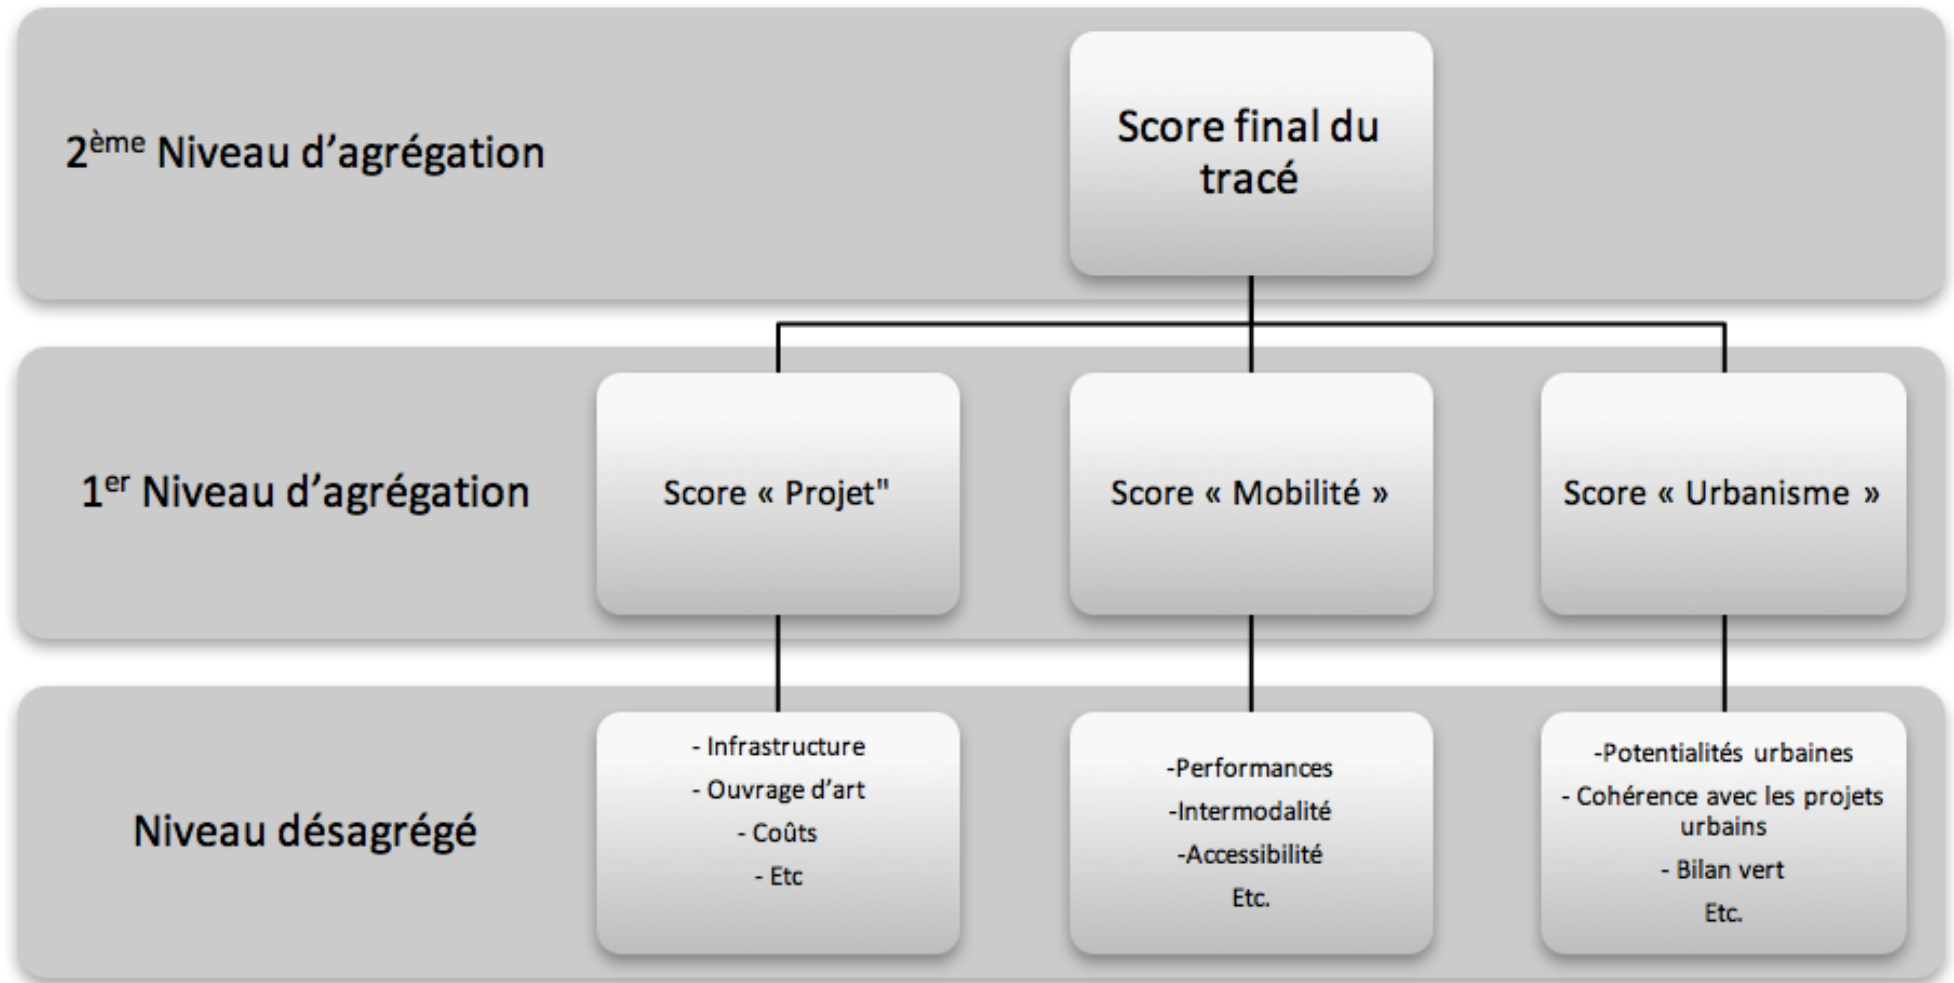 2ème Niveau d’agrégation
Score final du
tracé
1er Niveau d’agrégation
Score « Projet"
Score « Mobilité »
Score « Urbanisme »
Niveau désagrégé
- Infrastructure
- Ouvrage d’art
- Coûts
- Etc
-Performances
-Intermodalité
-Accessibilité
Etc.
-Potentialités urbaines
- Cohérence avec les projets
urbains
- Bilan vert
Etc.